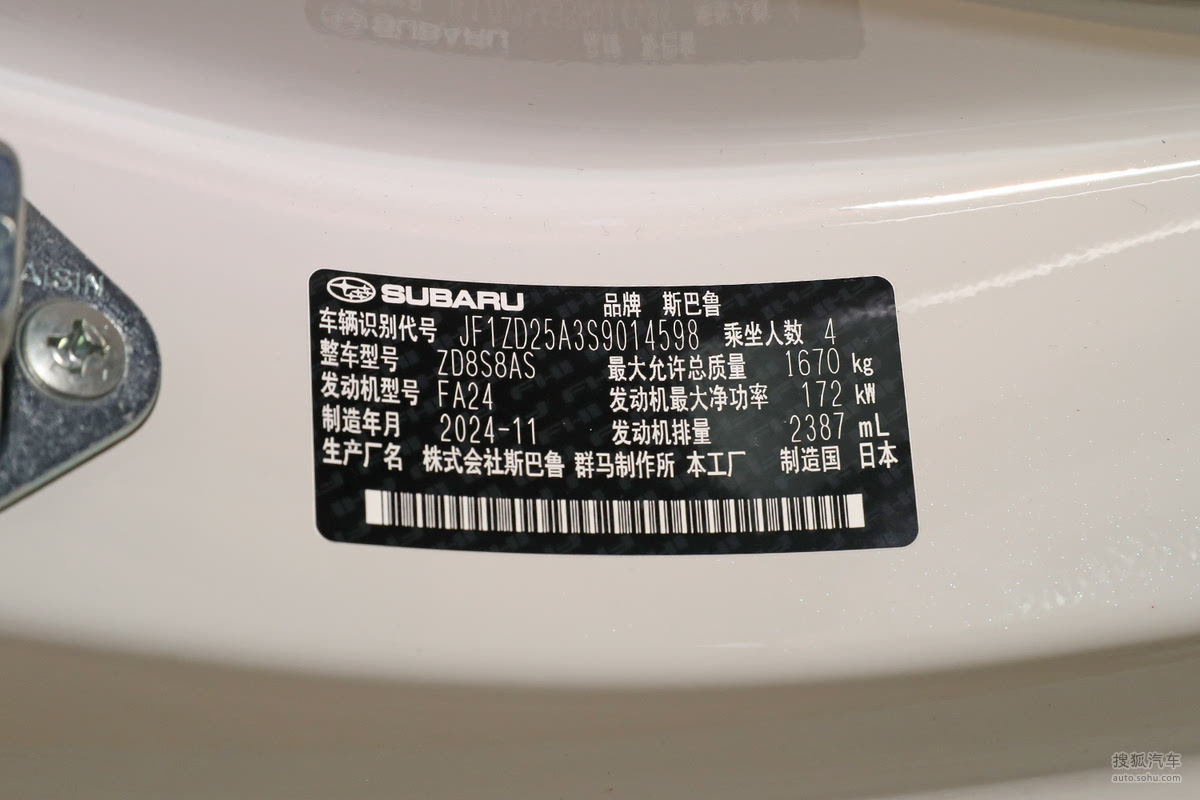 SUBARU 品牌 斯巴鲁
车辆识别代号 JF1ZD25A3S9014598 乘坐人数 4
整车型号 ZD8S8AS 最大允许总质量 1670 kg
发动机型号 FA24 发动机最大净功率 172 kW
制造年月 2024-11 发动机排量 2387 mL
生产厂名 株式会社斯巴鲁 群马制作所 本工厂 制造国 日本
AISIN
搜狐汽车
auto.sohu.com